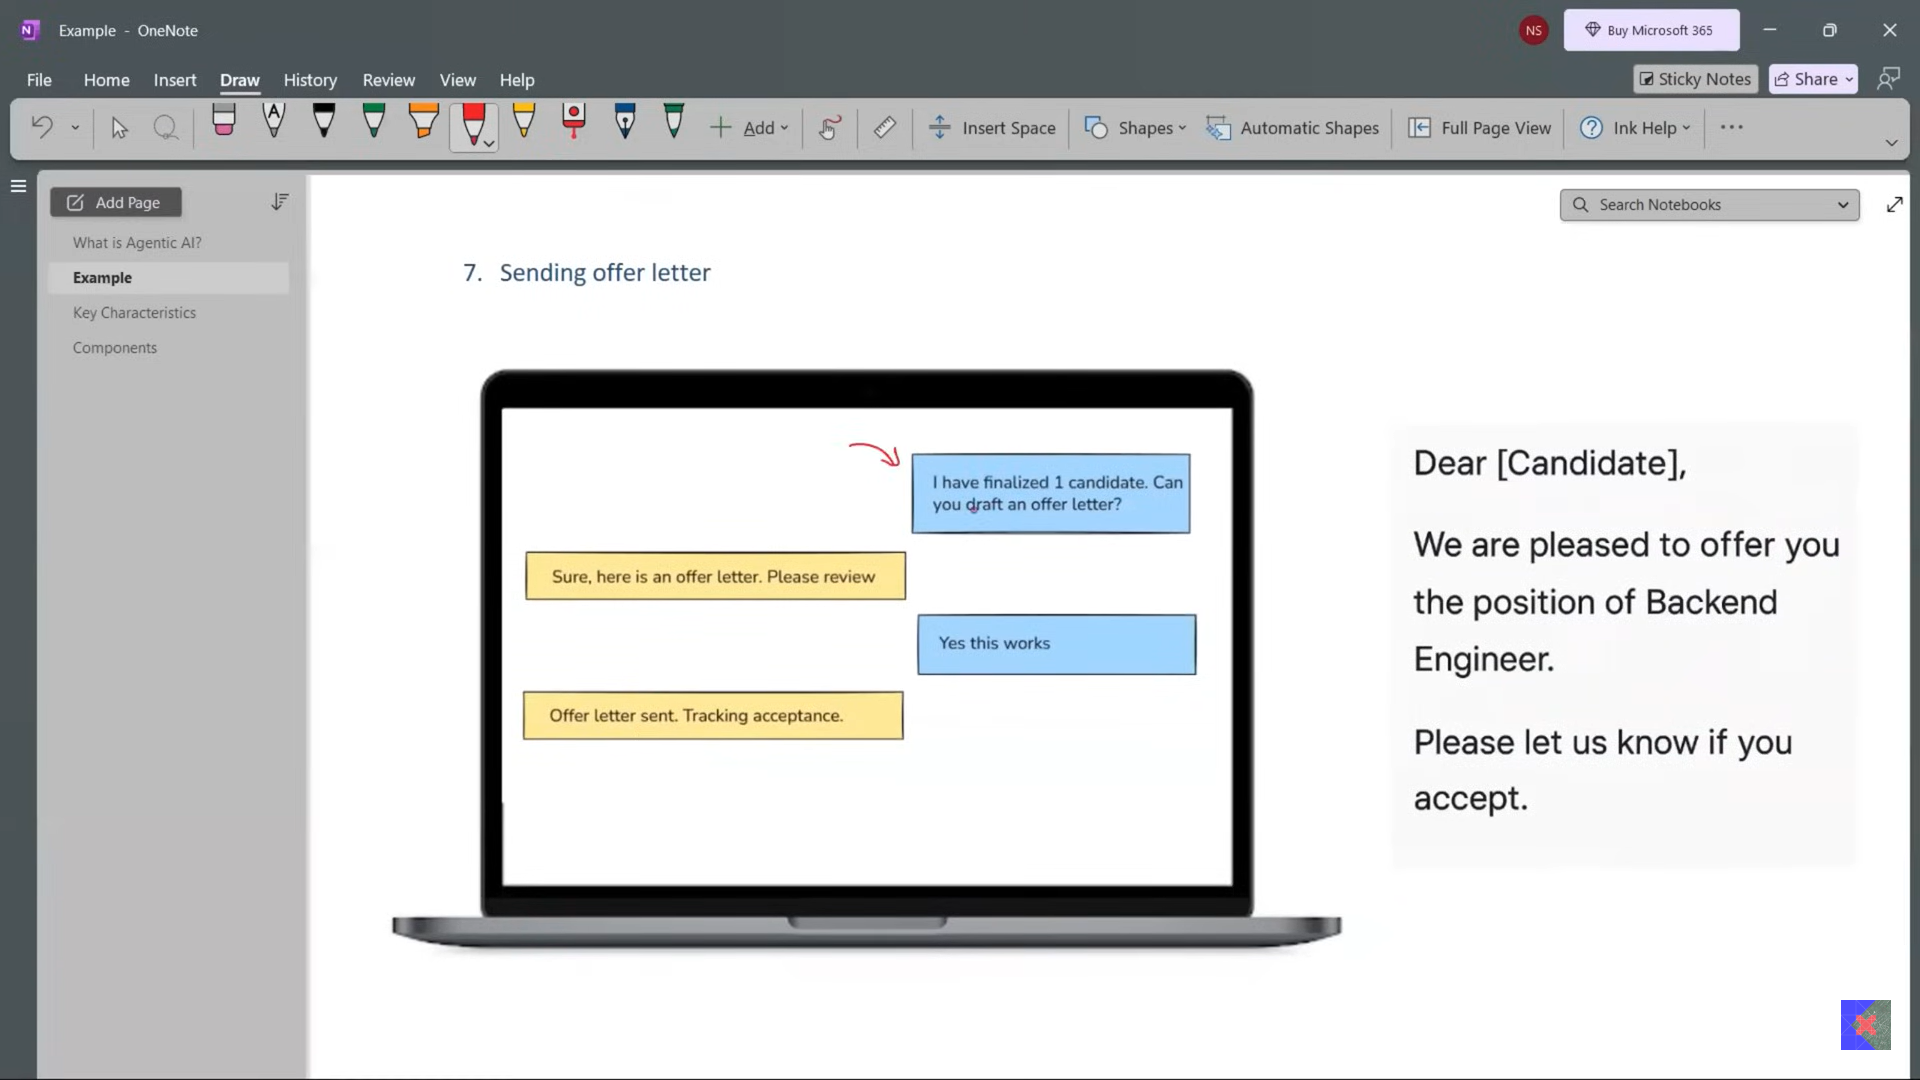 Example - OneNote
NS
Buy Microsoft 365
File Home Insert Draw History Review View Help
Sticky Notes
Share
A
Add
Insert Space
Shapes
Automatic Shapes
Full Page View
Ink Help
Add Page
Search Notebooks
What is Agentic AI?
Example
Key Characteristics
Components
7. Sending offer letter
I have finalized 1 candidate. Can
you draft an offer letter?
Sure, here is an offer letter. Please review
Yes this works
Offer letter sent. Tracking acceptance.
Dear [Candidate],
We are pleased to offer you
the position of Backend
Engineer.
Please let us know if you
accept.